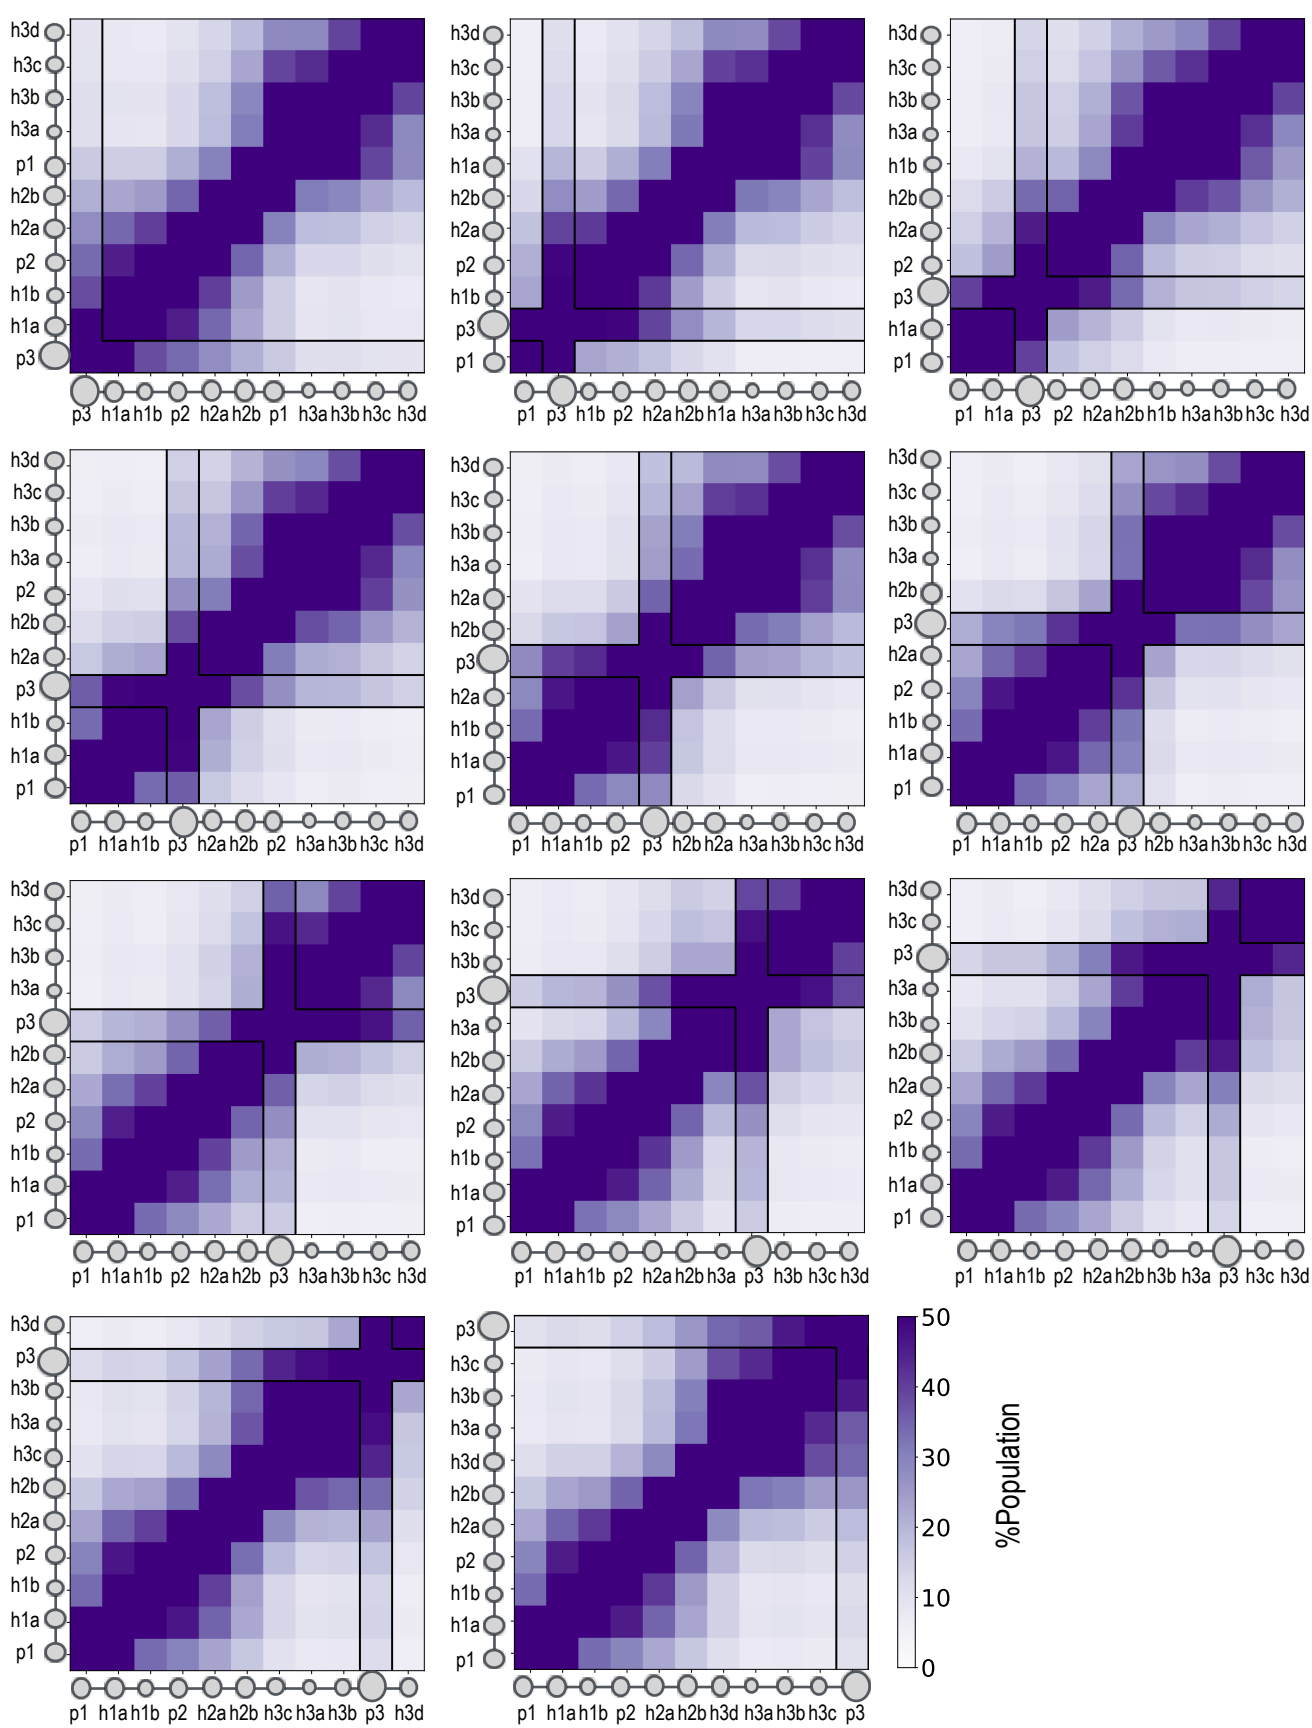 h3d
h3c
h3b
h3a
p1
h2b
h2a
p2
h1b
h1a
p3
p3 h1a h1b p2 h2a h2b p1 h3a h3b h3c h3d
h3d
h3c
h3b
h3a
h1a
h2b
h2a
p2
h1b
p3
p1
p1 p3 h1b p2 h2a h2b h1a h3a h3b h3c h3d
h3d
h3c
h3b
h3a
h1b
h2b
h2a
p2
p3
h1a
p1
p1 h1a p3 p2 h2a h2b h1b h3a h3b h3c h3d
h3d
h3c
h3b
h3a
p2
h2b
h2a
p3
h1b
h1a
p1
p1 h1a h1b p3 h2a h2b p2 h3a h3b h3c h3d
h3d
h3c
h3b
h3a
h2a
h2b
p3
h2a
h1b
h1a
p1
p1 h1a h1b p2 p3 h2b h2a h3a h3b h3c h3d
h3d
h3c
h3b
h3a
h2b
p3
h2a
p2
h1b
h1a
p1
p1 h1a h1b p2 h2a p3 h2b h3a h3b h3c h3d
h3d
h3c
h3b
h3a
p3
h2b
h2a
p2
h1b
h1a
p1
p1 h1a h1b p2 h2a h2b p3 h3a h3b h3c h3d
h3d
h3c
h3b
p3
h3a
h2b
h2a
p2
h1b
h1a
p1
p1 h1a h1b p2 h2a h2b h3a p3 h3b h3c h3d
h3d
h3c
p3
h3a
h3b
h2b
h2a
p2
h1b
h1a
p1
p1 h1a h1b p2 h2a h2b h3b h3a p3 h3c h3d
h3d
p3
h3b
h3a
h3c
h2b
h2a
p2
h1b
h1a
p1
p1 h1a h1b p2 h2a h2b h3c h3a h3b p3 h3d
p3
h3c
h3b
h3a
h3d
h2b
h2a
p2
h1b
h1a
p1
p1 h1a h1b p2 h2a h2b h3d h3a h3b h3c p3
50
40
30
20
10
0
%Population